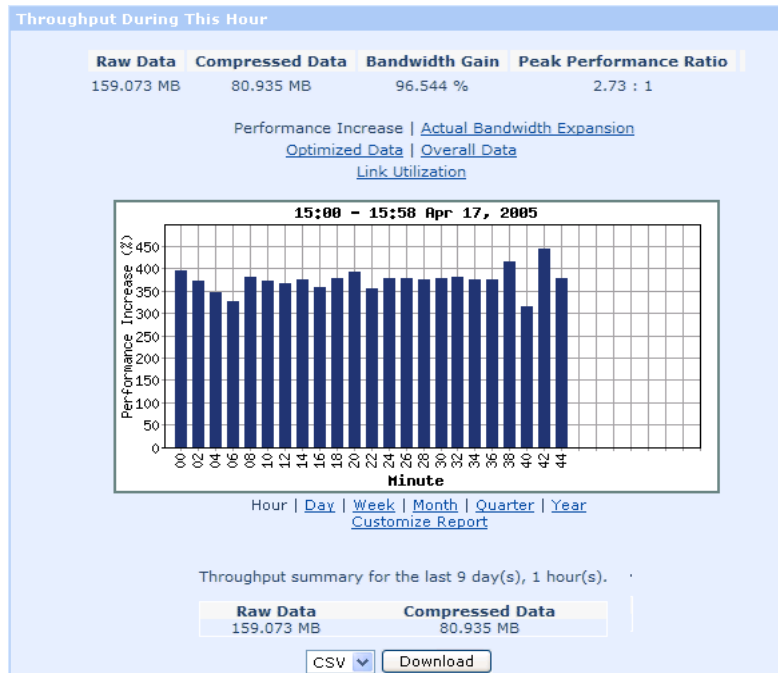 Throughput During This Hour
Raw Data Compressed Data Bandwidth Gain Peak Performance Ratio
159.073 MB 80.935 MB 96.544 % 2.73 : 1
Performance Increase | Actual Bandwidth Expansion
Optimized Data | Overall Data
Link Utilization
15:00 - 15:58 Apr 17, 2005
Performance Increase (%)
450
400
350
300
250
200
150
100
50
0
00 02 04 06 08 10 12 14 16 18 20 22 24 26 28 30 32 34 36 38 40 42 44
Minute
Hour | Day | Week | Month | Quarter | Year
Customize Report
Throughput summary for the last 9 day(s), 1 hour(s).
Raw Data Compressed Data
159.073 MB 80.935 MB
CSV Download